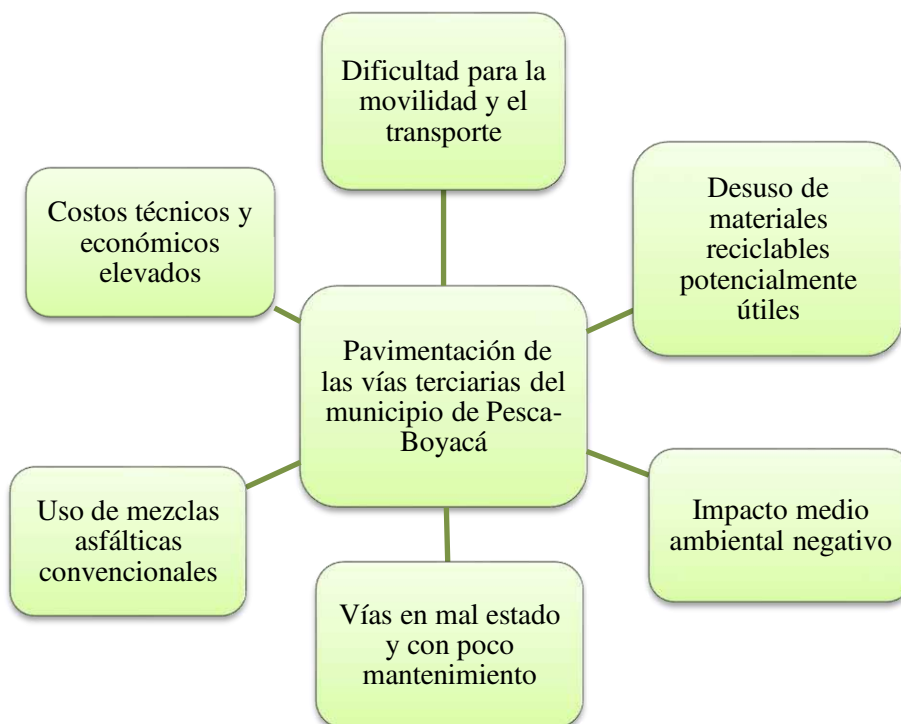 Dificultad para la
movilidad y el
transporte
Desuso de
materiales
reciclables
potencialmente
útiles
Costos técnicos y
económicos
elevados
Pavimentación de
las vías terciarias del
municipio de Pesca-
Boyacá
Impacto medio
ambiental negativo
Uso de mezclas
asfálticas
convencionales
Vías en mal estado
y con poco
mantenimiento